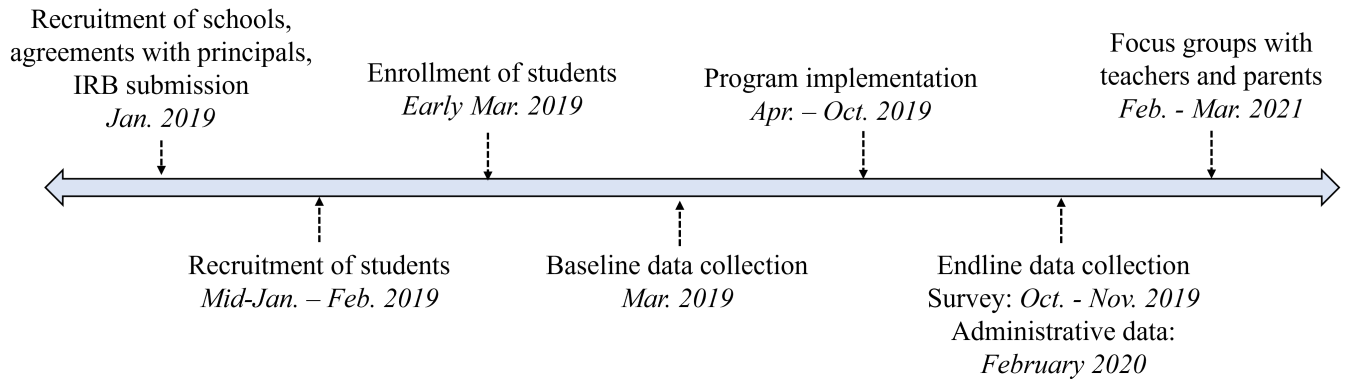 Recruitment of schools,
agreements with principals,
IRB submission
Jan. 2019
Enrollment of students
Early Mar. 2019
Program implementation
Apr. – Oct. 2019
Focus groups with
teachers and parents
Feb. - Mar. 2021
Recruitment of students
Mid-Jan. – Feb. 2019
Baseline data collection
Mar. 2019
Endline data collection
Survey: Oct. - Nov. 2019
Administrative data:
February 2020